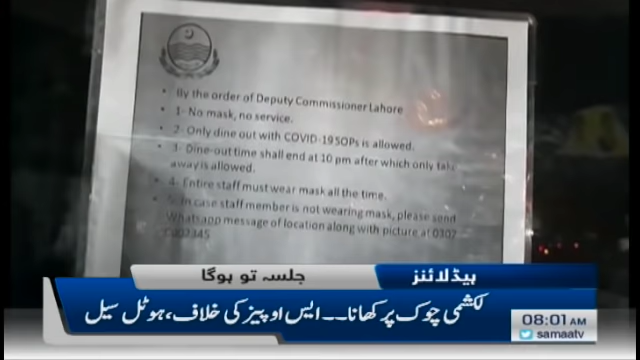 By the order of Deputy Commissioner Lahore
1- No mask, no service.
2- Only dine out with COVID-19 SOPs is allowed.
3- Dine-out time shall end at 10 pm after which only take
away is allowed.
4- Entire staff must wear mask all the time.
5- In case staff member is not wearing mask, please send
Whatsapp message of location along with picture at 0307
ہیڈلائنز
جلسہ تو ہوگا
لکشمی چوک پر کھانا۔۔ ایس او پیز کی خلاف، ہوٹل سیل
08:01 AM
samaatv